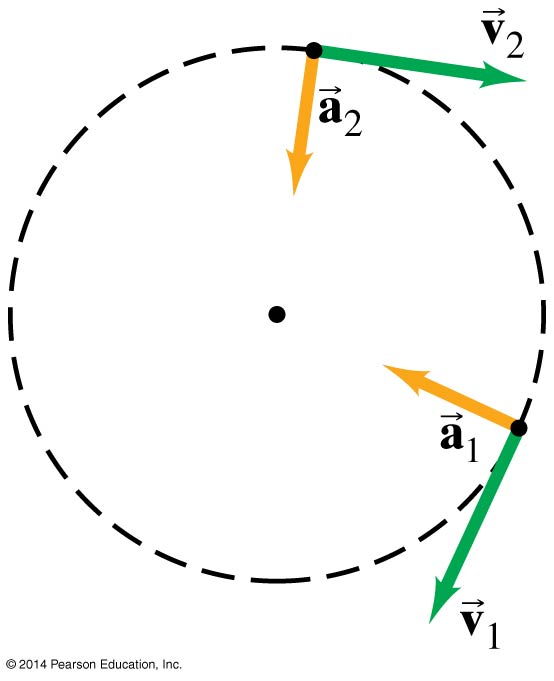 v⃗2
a⃗2
a⃗1
v⃗1
© 2014 Pearson Education, Inc.